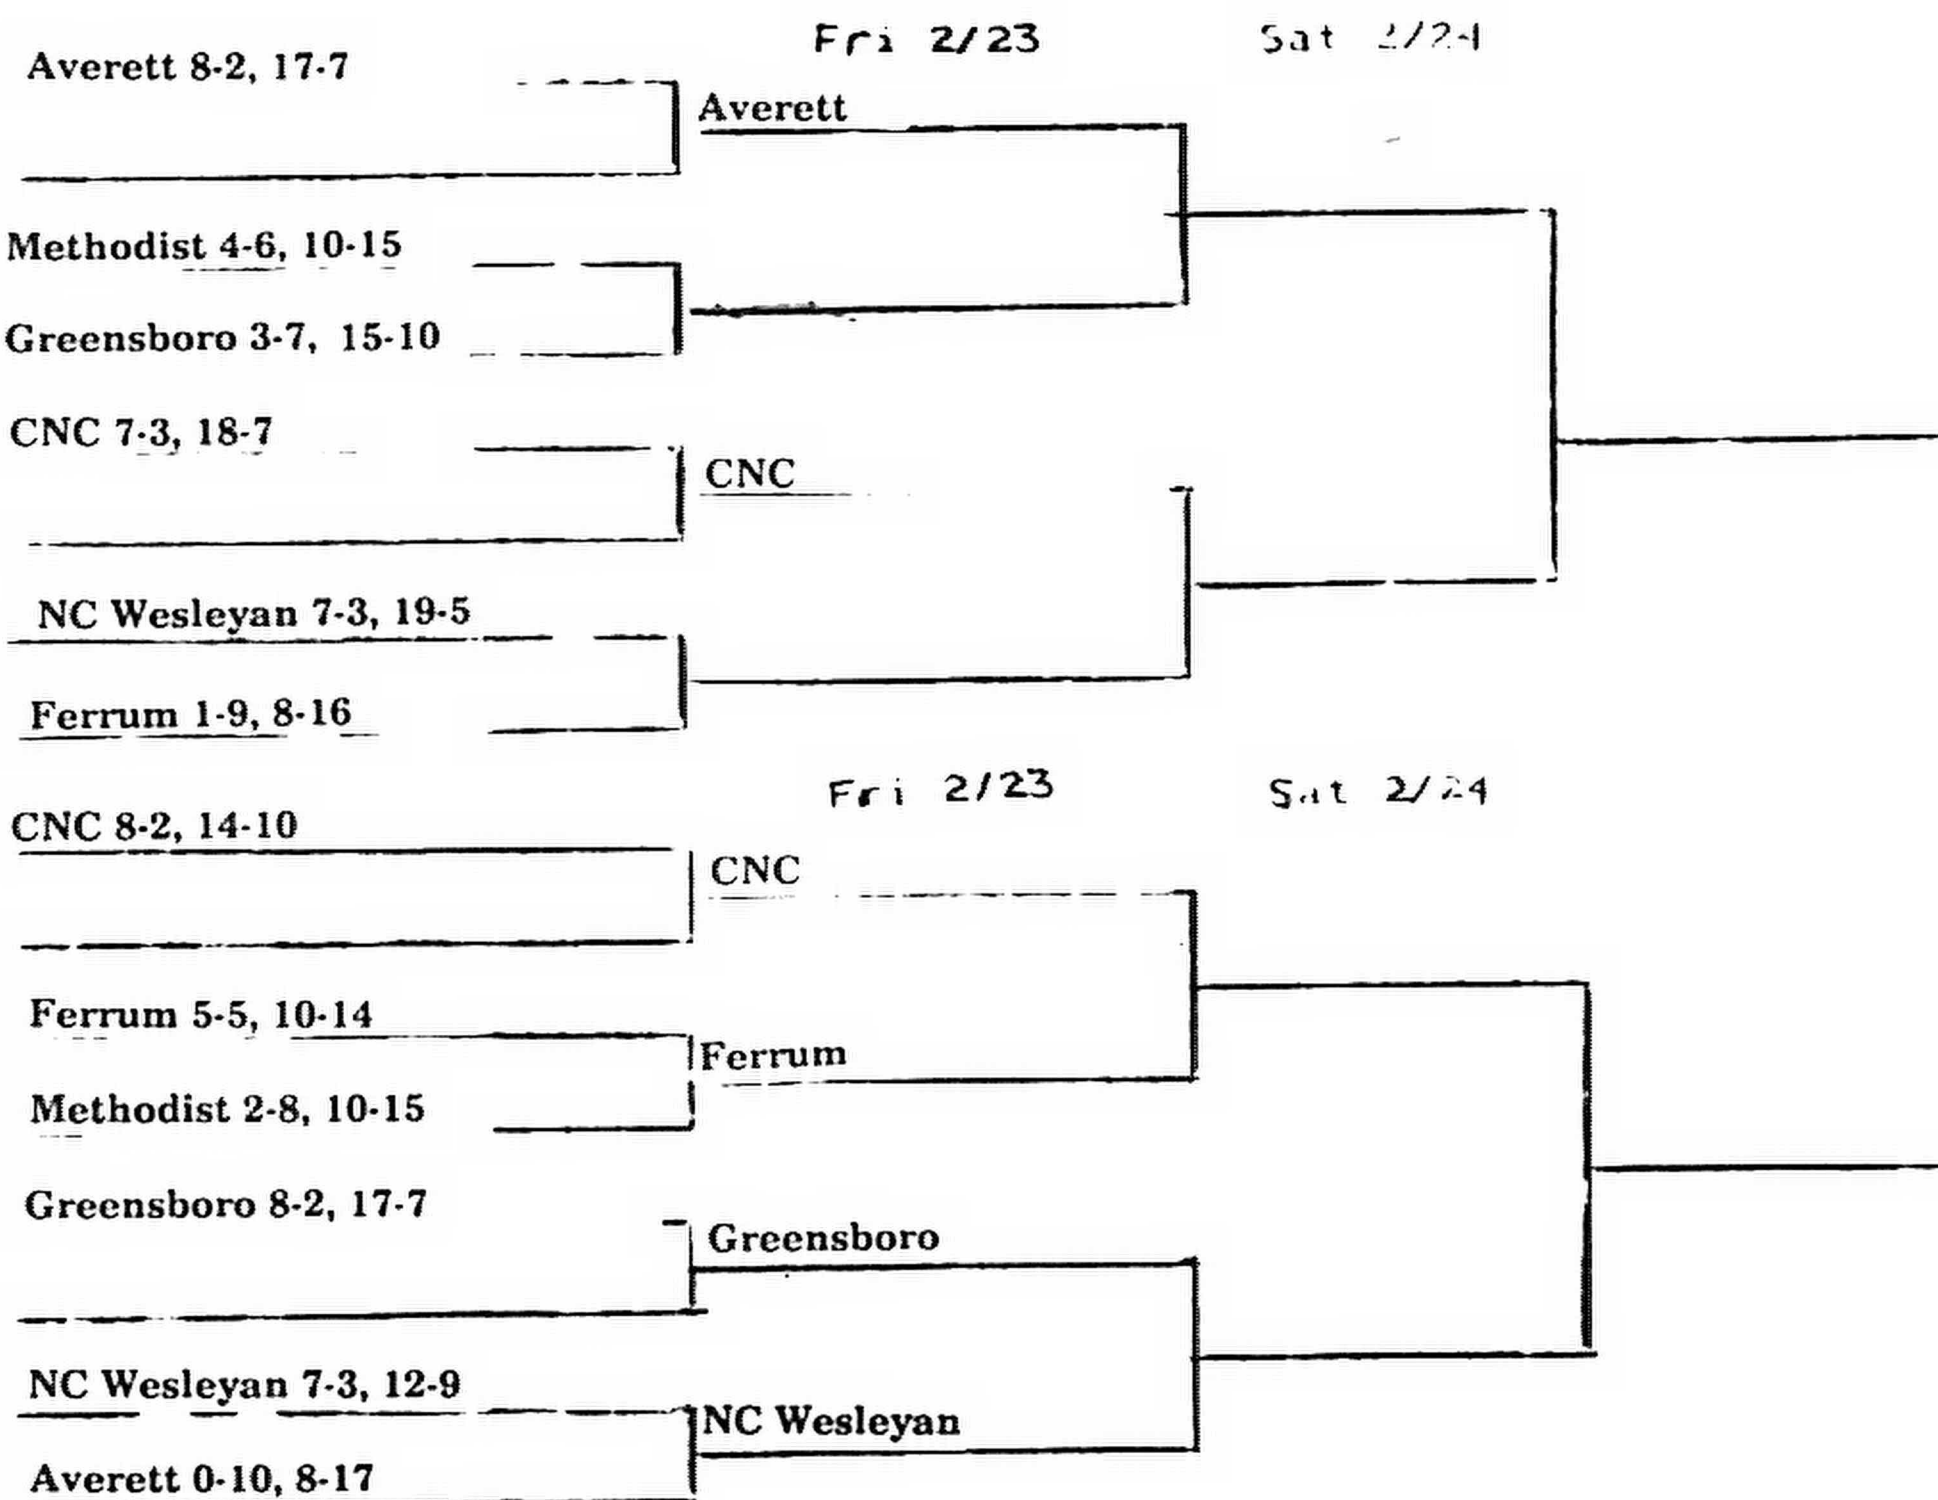 Fri 2/23
Sat 2/24
Averett 8-2, 17-7
Averett
Methodist 4-6, 10-15
Greensboro 3-7, 15-10
CNC 7-3, 18-7
CNC
NC Wesleyan 7-3, 19-5
Ferrum 1-9, 8-16
Fri 2/23
Sat 2/24
CNC 8-2, 14-10
CNC
Ferrum 5-5, 10-14
Ferrum
Methodist 2-8, 10-15
Greensboro 8-2, 17-7
Greensboro
NC Wesleyan 7-3, 12-9
NC Wesleyan
Averett 0-10, 8-17